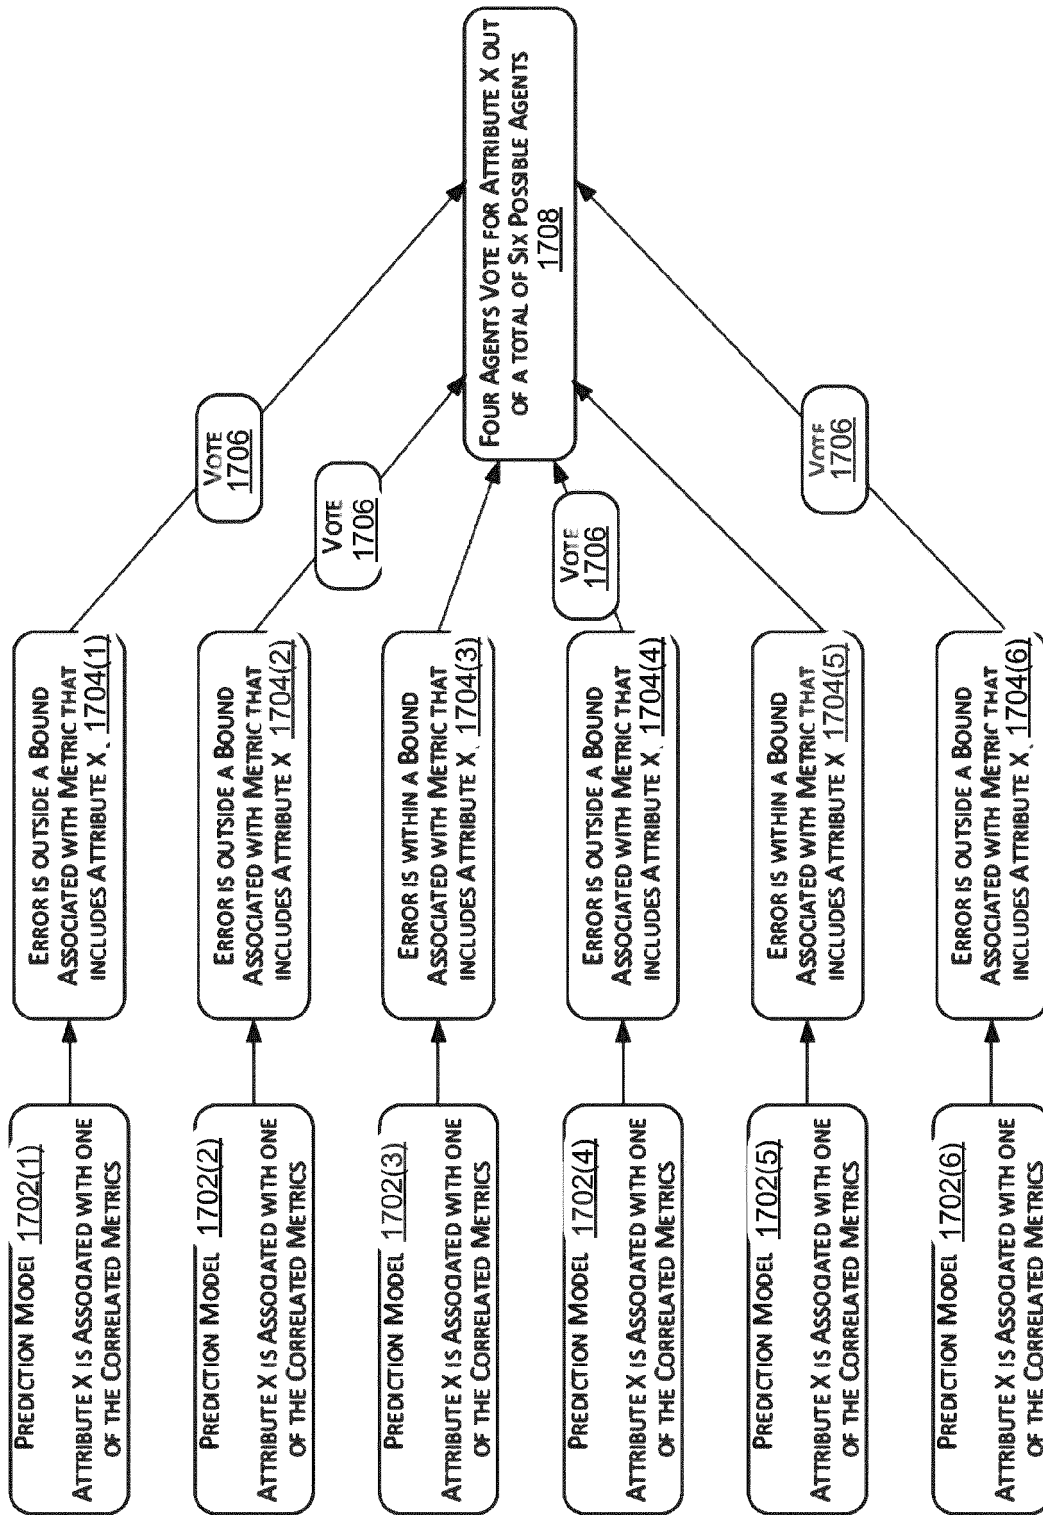 PREDICTION MODEL 1702(1)
ATTRIBUTE X IS ASSOCIATED WITH ONE
OF THE CORRELATED METRICS
ERROR IS OUTSIDE A BOUND
ASSOCIATED WITH METRIC THAT
INCLUDES ATTRIBUTE X 1704(1)
VOTE
1706
PREDICTION MODEL 1702(2)
ATTRIBUTE X IS ASSOCIATED WITH ONE
OF THE CORRELATED METRICS
ERROR IS OUTSIDE A BOUND
ASSOCIATED WITH METRIC THAT
INCLUDES ATTRIBUTE X 1704(2)
VOTE
1706
PREDICTION MODEL 1702(3)
ATTRIBUTE X IS ASSOCIATED WITH ONE
OF THE CORRELATED METRICS
ERROR IS WITHIN A BOUND
ASSOCIATED WITH METRIC THAT
INCLUDES ATTRIBUTE X 1704(3)
FOUR AGENTS VOTE FOR ATTRIBUTE X OUT
OF A TOTAL OF SIX POSSIBLE AGENTS
1708
PREDICTION MODEL 1702(4)
ATTRIBUTE X IS ASSOCIATED WITH ONE
OF THE CORRELATED METRICS
ERROR IS OUTSIDE A BOUND
ASSOCIATED WITH METRIC THAT
INCLUDES ATTRIBUTE X 1704(4)
VOTE
1706
PREDICTION MODEL 1702(5)
ATTRIBUTE X IS ASSOCIATED WITH ONE
OF THE CORRELATED METRICS
ERROR IS WITHIN A BOUND
ASSOCIATED WITH METRIC THAT
INCLUDES ATTRIBUTE X 1704(5)
PREDICTION MODEL 1702(6)
ATTRIBUTE X IS ASSOCIATED WITH ONE
OF THE CORRELATED METRICS
ERROR IS OUTSIDE A BOUND
ASSOCIATED WITH METRIC THAT
INCLUDES ATTRIBUTE X 1704(6)
VOTE
1706